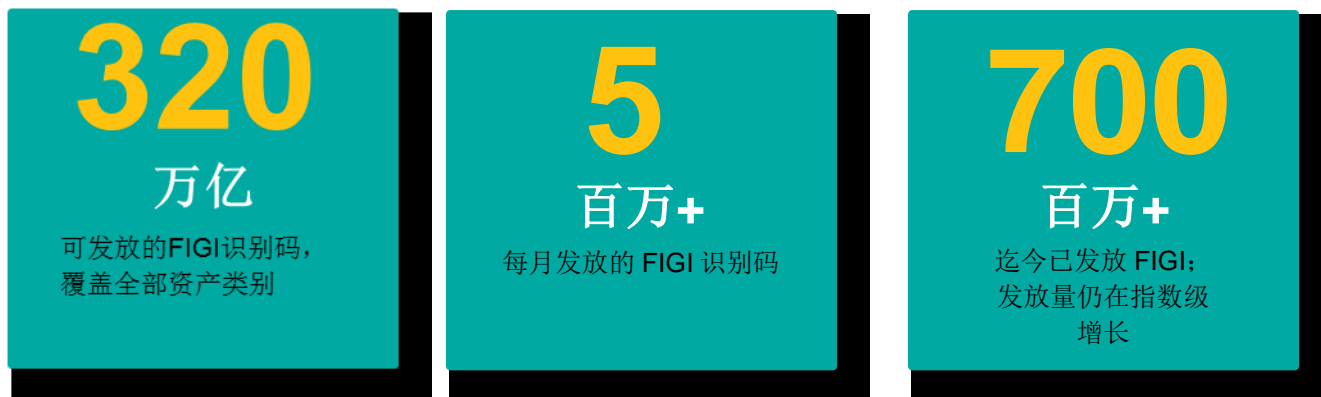 320
万亿
可发放的FIGI识别码，
覆盖全部资产类别
5
百万+
每月发放的 FIGI 识别码
700
百万+
迄今已发放 FIGI；
发放量仍在指数级
增长